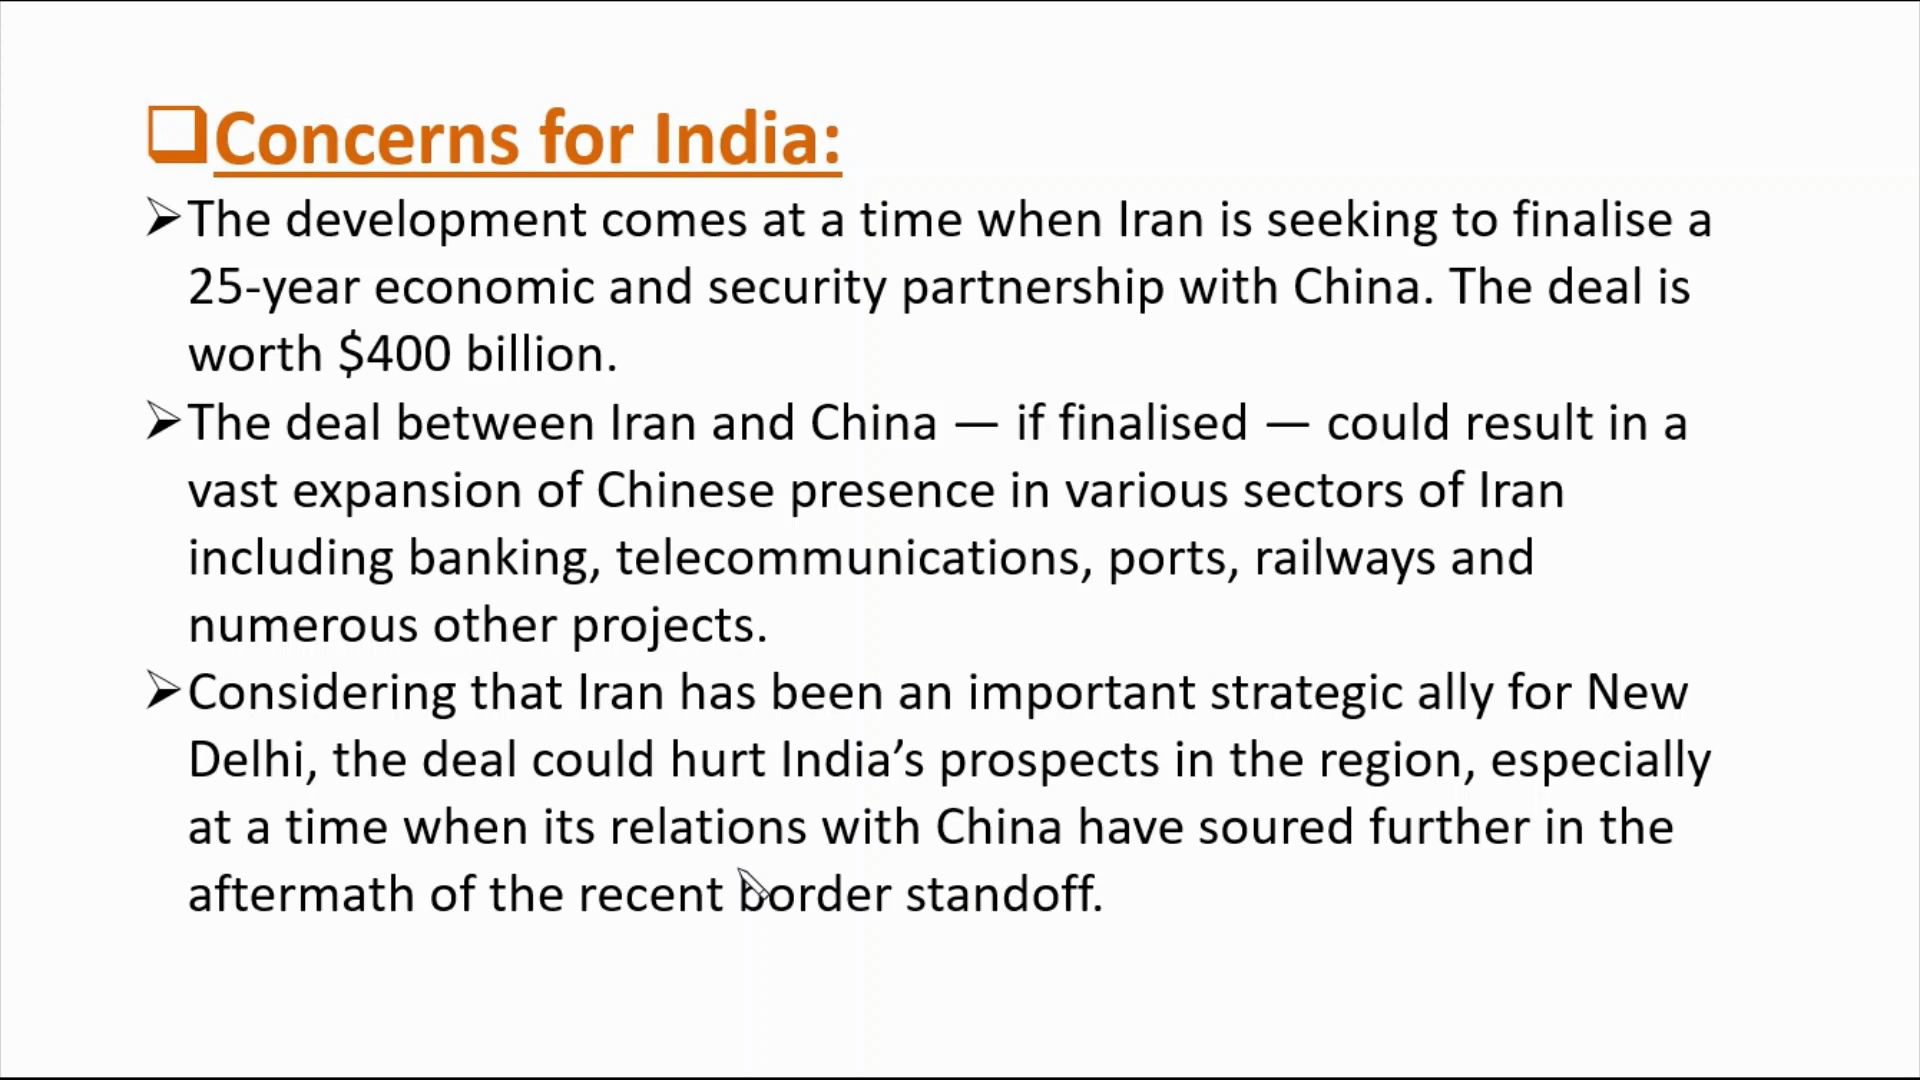 Concerns for India:
The development comes at a time when Iran is seeking to finalise a
25-year economic and security partnership with China. The deal is
worth $400 billion.
The deal between Iran and China — if finalised — could result in a
vast expansion of Chinese presence in various sectors of Iran
including banking, telecommunications, ports, railways and
numerous other projects.
Considering that Iran has been an important strategic ally for New
Delhi, the deal could hurt India’s prospects in the region, especially
at a time when its relations with China have soured further in the
aftermath of the recent border standoff.